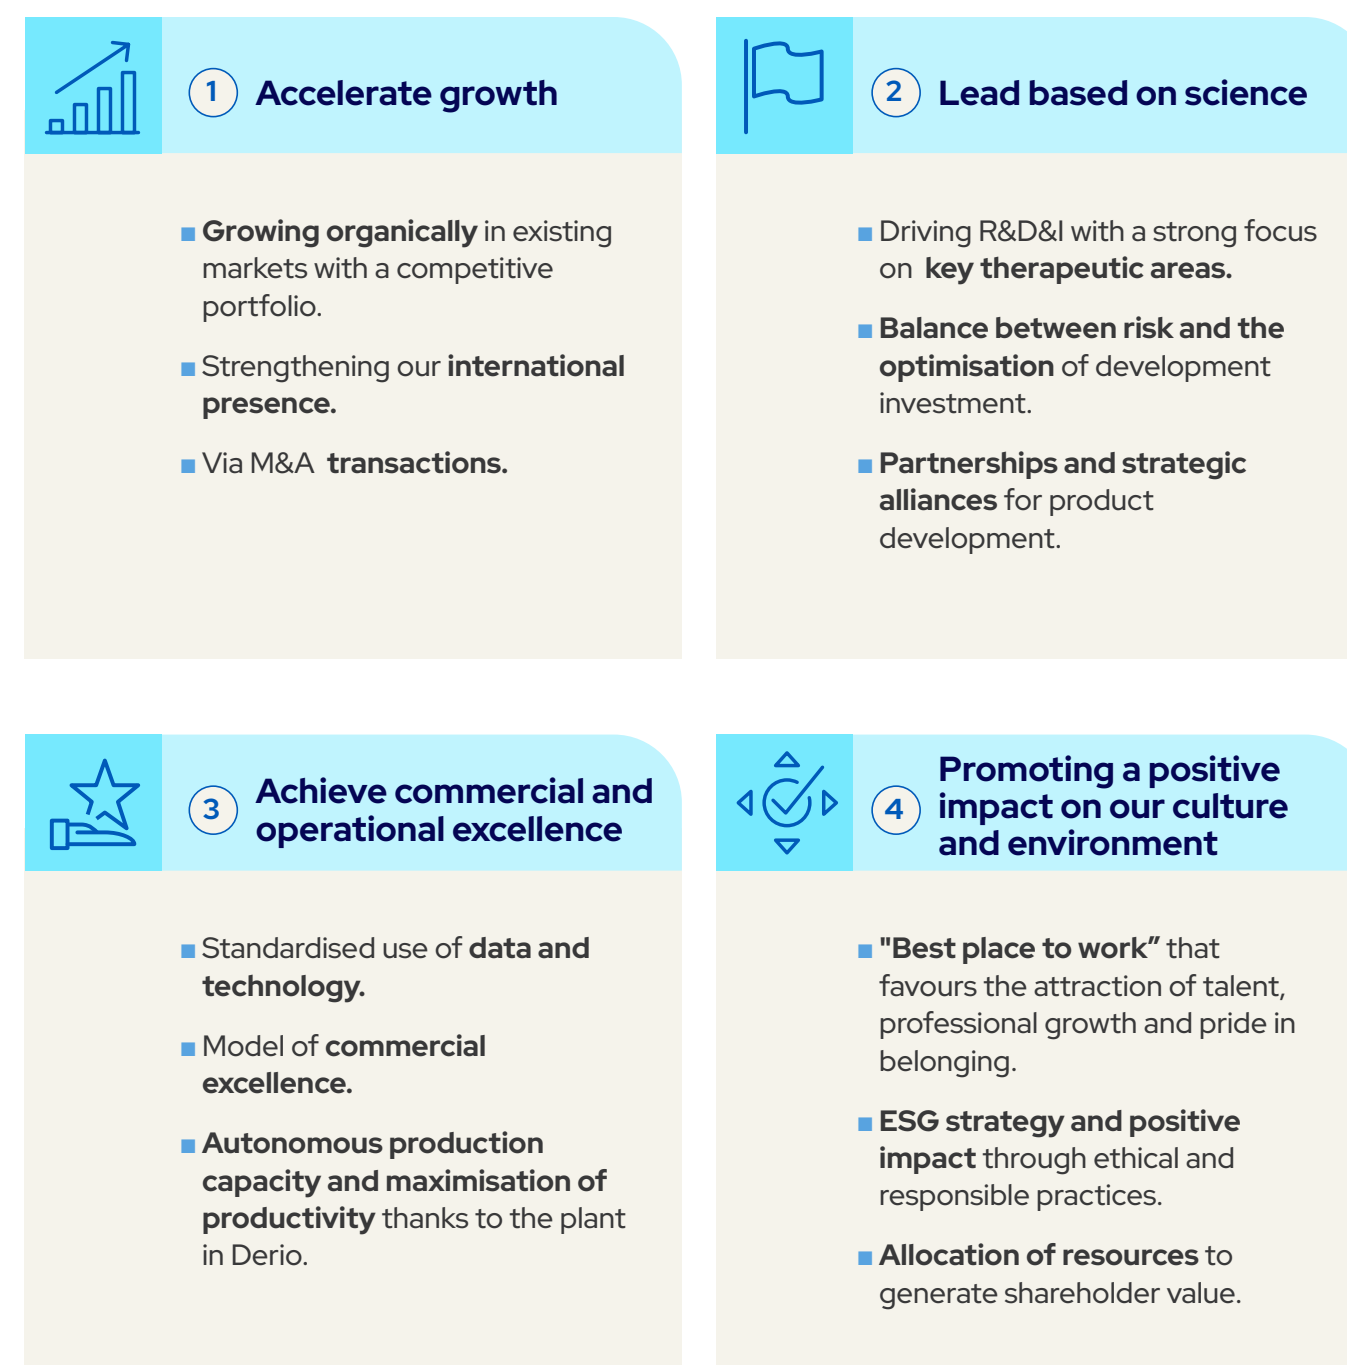 1
Accelerate growth
Growing organically in existing
markets with a competitive
portfolio.
Strengthening our international
presence.
Via M&A transactions.
2
Lead based on science
Driving R&D&I with a strong focus
on key therapeutic areas.
Balance between risk and the
optimisation of development
investment.
Partnerships and strategic
alliances for product
development.
3
Achieve commercial and
operational excellence
Standardised use of data and
technology.
Model of commercial
excellence.
Autonomous production
capacity and maximisation of
productivity thanks to the plant
in Derio.
4
Promoting a positive
impact on our culture
and environment
"Best place to work” that
favours the attraction of talent,
professional growth and pride in
belonging.
ESG strategy and positive
impact through ethical and
responsible practices.
Allocation of resources to
generate shareholder value.